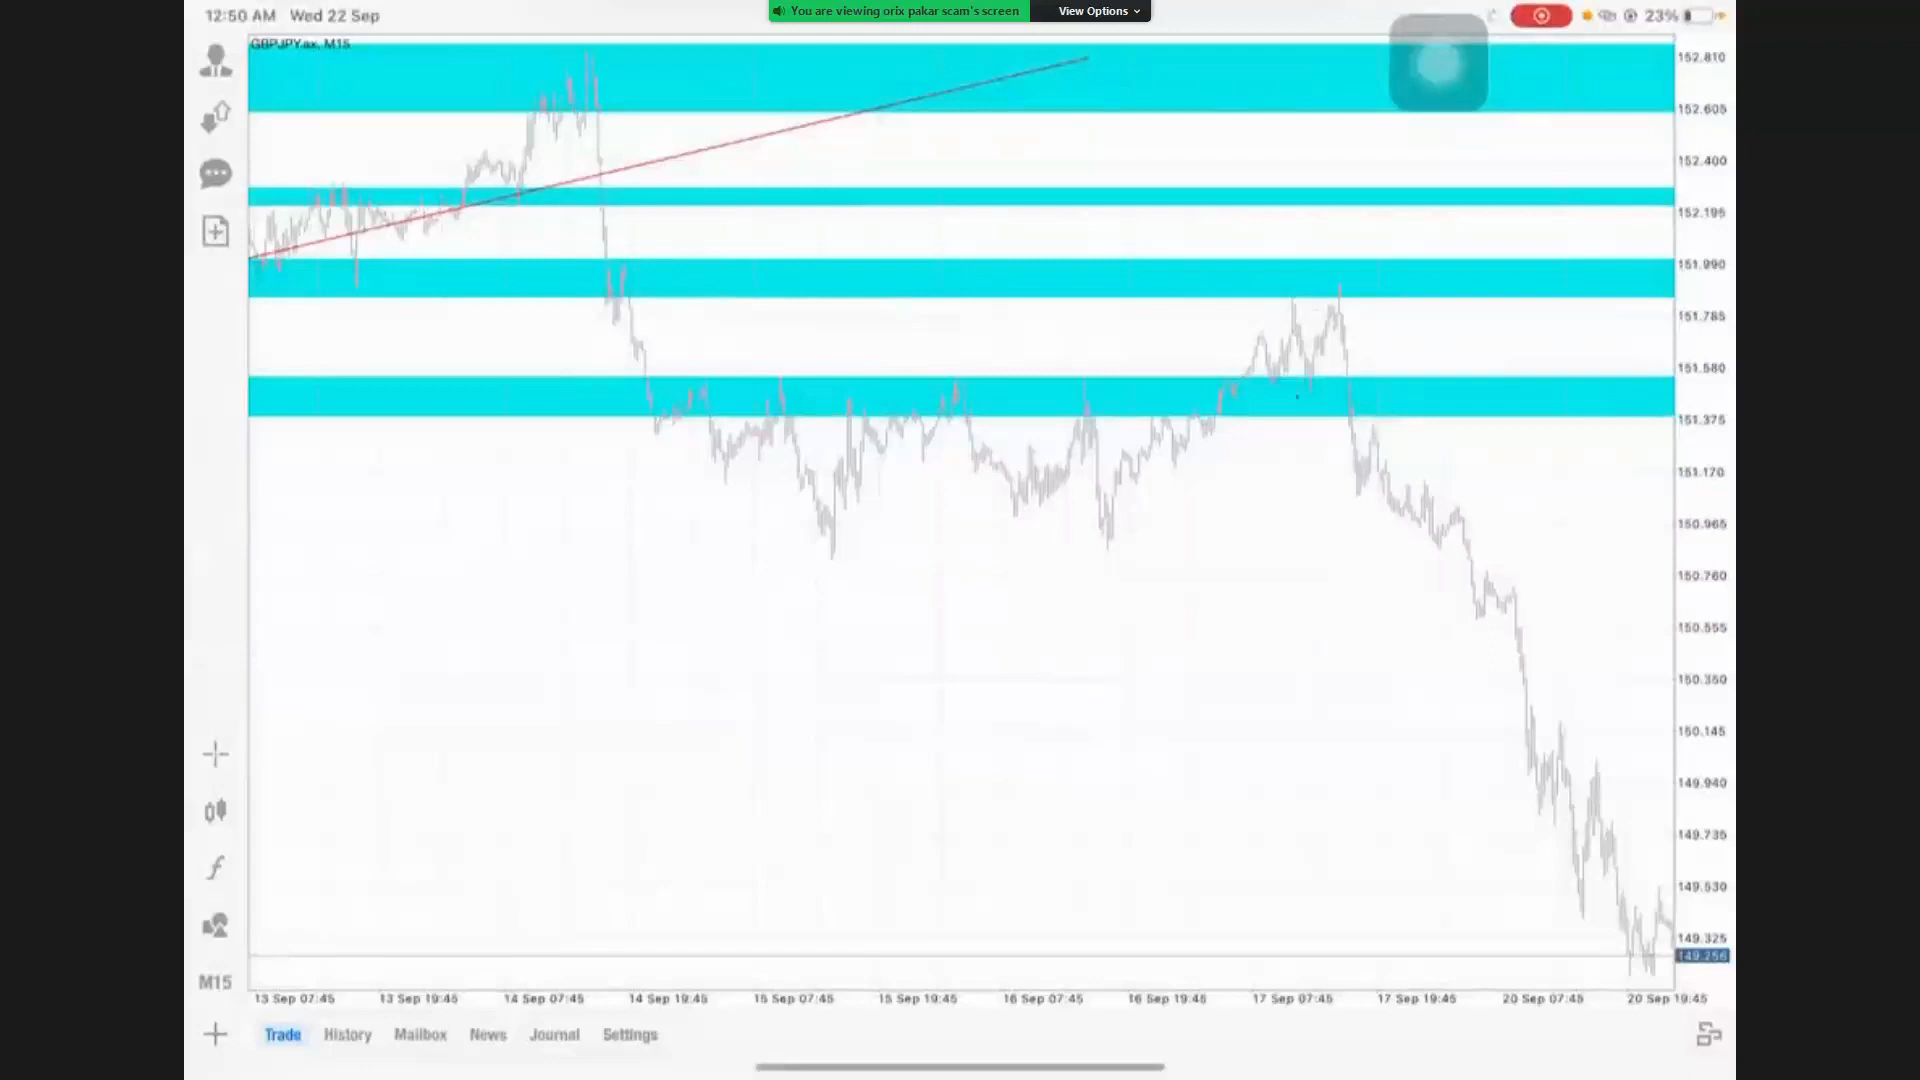 12:50 AM Wed 22 Sep
You are viewing orix pakar scam's screen
View Options
23%
GBPJPY.ax, M15
152.810
152.605
152.400
152.195
151.990
151.785
151.580
151.375
151.170
150.965
150.760
150.555
150.350
150.145
149.940
149.735
149.530
149.325
149.256
M15
13 Sep 07:45 13 Sep 19:45 14 Sep 07:45 14 Sep 19:45 15 Sep 07:45 15 Sep 19:45 16 Sep 07:45 16 Sep 19:45 17 Sep 07:45 17 Sep 19:45 20 Sep 07:45 20 Sep 19:45
Trade History Mailbox News Journal Settings